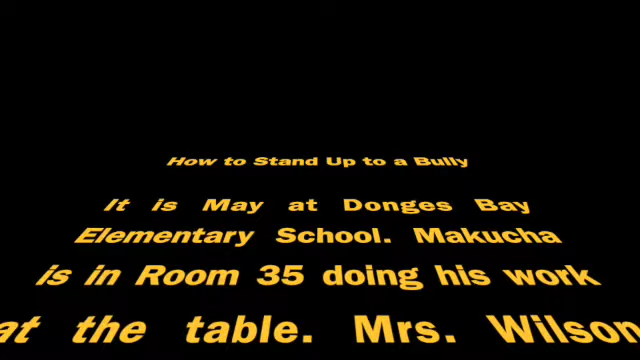 How to Stand Up to a Bully
It is May at Donges Bay
Elementary School. Makucha
is in Room 35 doing his work
at the table. Mrs. Wilson